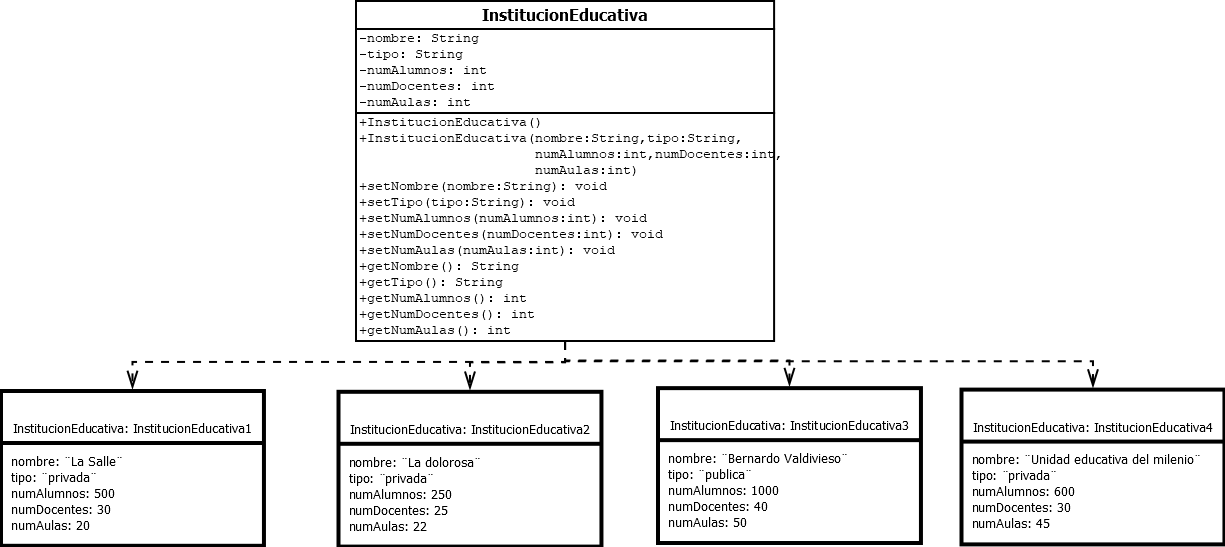 InstitucionEducativa
-nombre: String
-tipo: String
-numAlumnos: int
-numDocentes: int
-numAulas: int
+InstitucionEducativa()
+InstitucionEducativa(nombre:String,tipo:String,
numAlumnos:int,numDocentes:int,
numAulas:int)
+setNombre(nombre:String): void
+setTipo(tipo:String): void
+setNumAlumnos(numAlumnos:int): void
+setNumDocentes(numDocentes:int): void
+setNumAulas(numAulas:int): void
+getNombre(): String
+getTipo(): String
+getNumAlumnos(): int
+getNumDocentes(): int
+getNumAulas(): int
InstitucionEducativa: InstitucionEducativa1
nombre: ¨La Salle¨
tipo: ¨privada¨
numAlumnos: 500
numDocentes: 30
numAulas: 20
InstitucionEducativa: InstitucionEducativa2
nombre: ¨La dolorosa¨
tipo: ¨privada¨
numAlumnos: 250
numDocentes: 25
numAulas: 22
InstitucionEducativa: InstitucionEducativa3
nombre: ¨Bernardo Valdivieso¨
tipo: ¨publica¨
numAlumnos: 1000
numDocentes: 40
numAulas: 50
InstitucionEducativa: InstitucionEducativa4
nombre: ¨Unidad educativa del milenio¨
tipo: ¨privada¨
numAlumnos: 600
numDocentes: 30
numAulas: 45